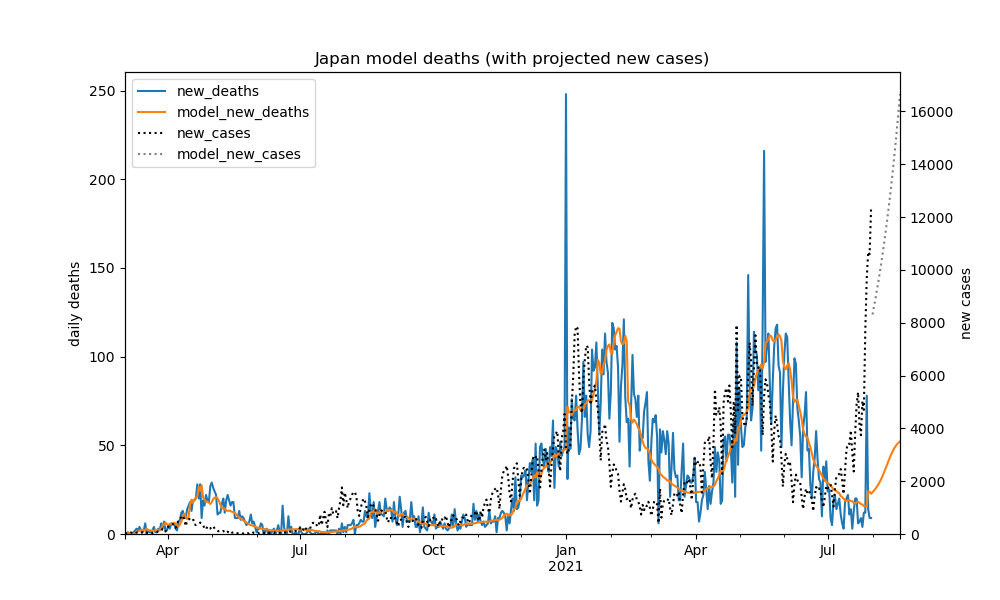 Japan model deaths (with projected new cases)
new_deaths
model_new_deaths
new_cases
model_new_cases
250
200
150
100
50
0
daily deaths
16000
14000
12000
10000
8000
6000
4000
2000
0
new cases
Apr
Jul
Oct
Jan
2021
Apr
Jul